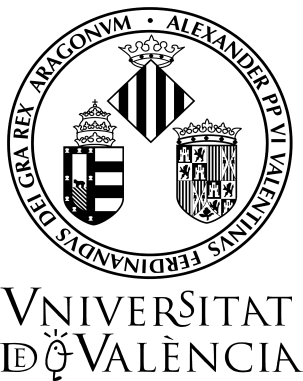 ALEXANDER PP VI VALENTINVS FERDINANDVS DEI GRA REX ARAGONVM •
VNIVERSITAT
DE VALÈNCIA